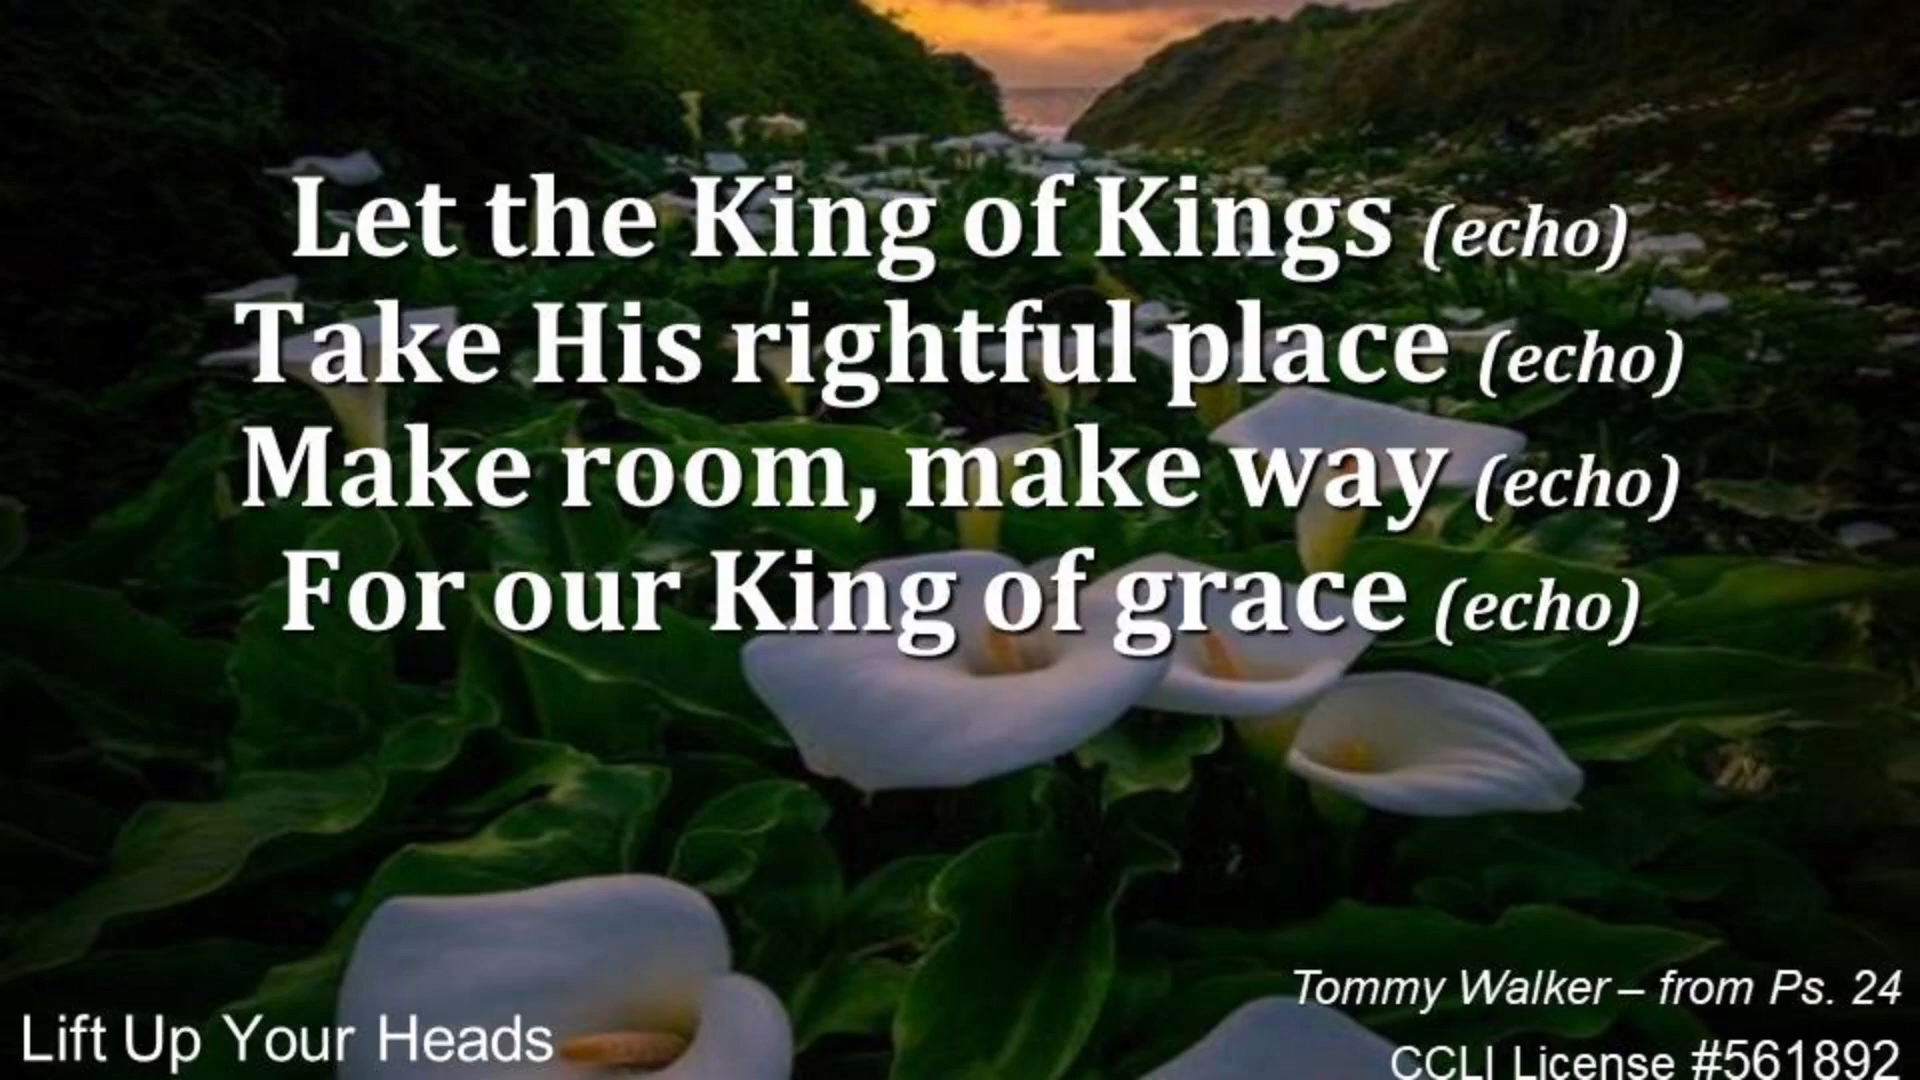 Let the King of Kings (echo)
Take His rightful place (echo)
Make room, make way (echo)
For our King of grace (echo)
Tommy Walker – from Ps. 24
Lift Up Your Heads
CCLI License #561892